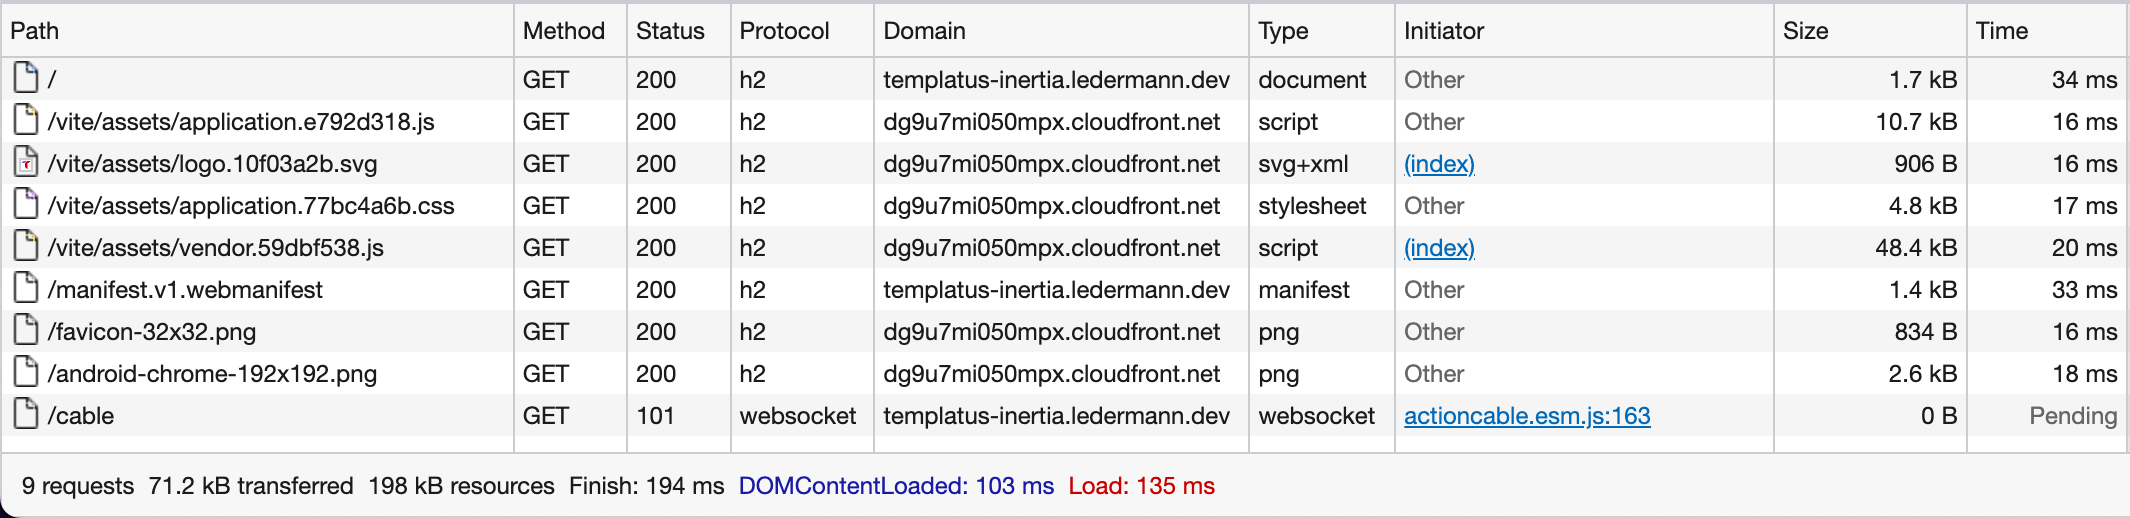 Path Method Status Protocol Domain Type Initiator Size Time
/ GET 200 h2 templatus-inertia.ledermann.dev document Other 1.7 kB 34 ms
/vite/assets/application.e792d318.js GET 200 h2 dg9u7mi050mpx.cloudfront.net script Other 10.7 kB 16 ms
/vite/assets/logo.10f03a2b.svg GET 200 h2 dg9u7mi050mpx.cloudfront.net svg+xml (index) 906 B 16 ms
/vite/assets/application.77bc4a6b.css GET 200 h2 dg9u7mi050mpx.cloudfront.net stylesheet Other 4.8 kB 17 ms
/vite/assets/vendor.59dbf538.js GET 200 h2 dg9u7mi050mpx.cloudfront.net script (index) 48.4 kB 20 ms
/manifest.v1.webmanifest GET 200 h2 templatus-inertia.ledermann.dev manifest Other 1.4 kB 33 ms
/favicon-32x32.png GET 200 h2 dg9u7mi050mpx.cloudfront.net png Other 834 B 16 ms
/android-chrome-192x192.png GET 200 h2 dg9u7mi050mpx.cloudfront.net png Other 2.6 kB 18 ms
/cable GET 101 websocket templatus-inertia.ledermann.dev websocket actioncable.esm.js:163 0 B Pending
9 requests 71.2 kB transferred 198 kB resources Finish: 194 ms DOMContentLoaded: 103 ms Load: 135 ms